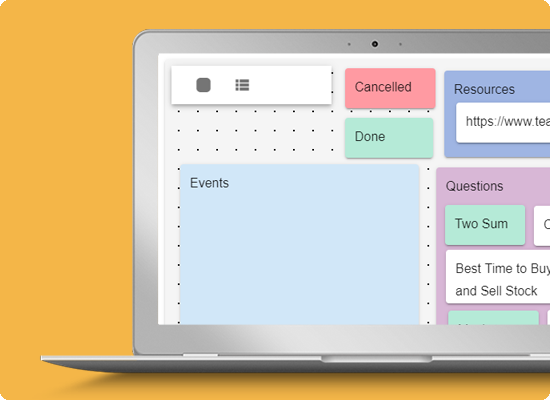 Cancelled
Resources
https://www.tea
Done
Events
Questions
Two Sum
Best Time to Buy
and Sell Stock